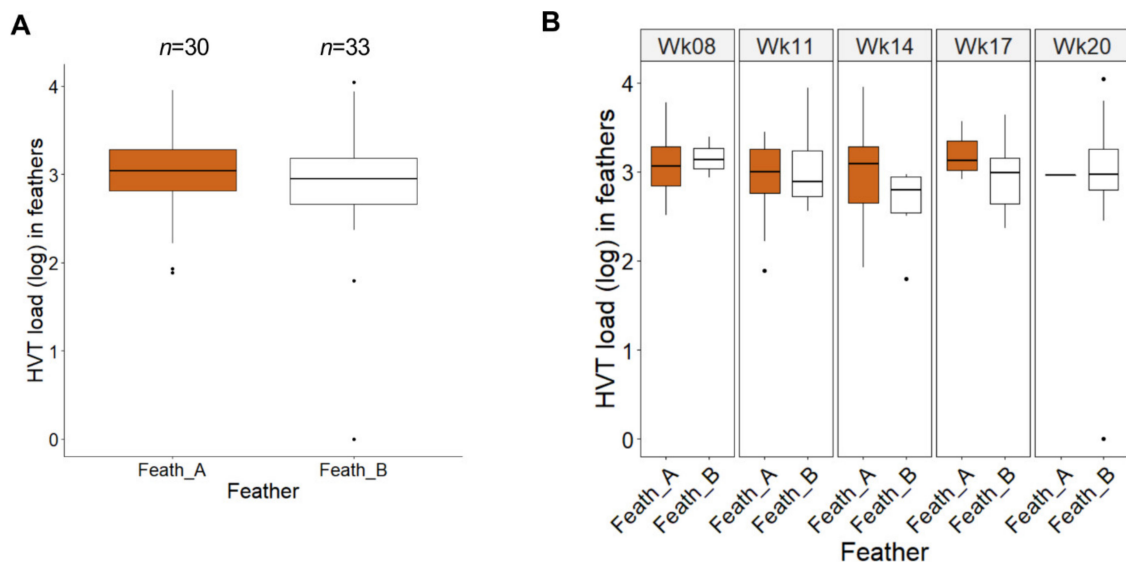 A
n=30 n=33
4
3
2
1
0
HVT load (log) in feathers
Feath_A Feath_B
Feather
B
Wk08 Wk11 Wk14 Wk17 Wk20
4
3
2
1
0
HVT load (log) in feathers
Feath_A Feath_B Feath_A Feath_B Feath_A Feath_B Feath_A Feath_B Feath_A Feath_B
Feather